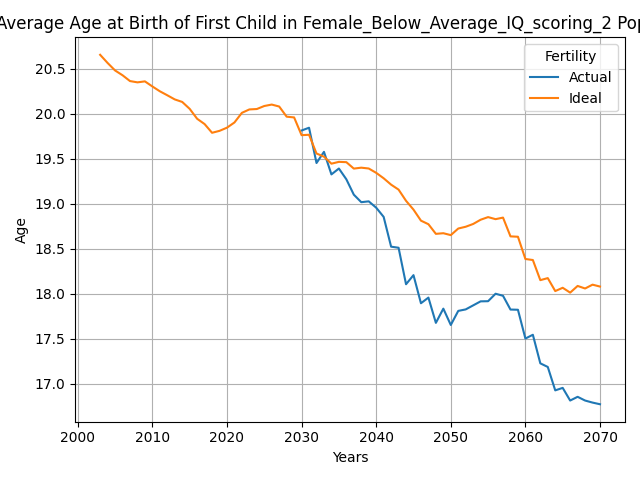 Average Age at Birth of First Child in Female_Below_Average_IQ_scoring_2 Pop
Fertility
Actual
Ideal
20.5
20.0
19.5
19.0
18.5
18.0
17.5
17.0
Age
2000 2010 2020 2030 2040 2050 2060 2070
Years